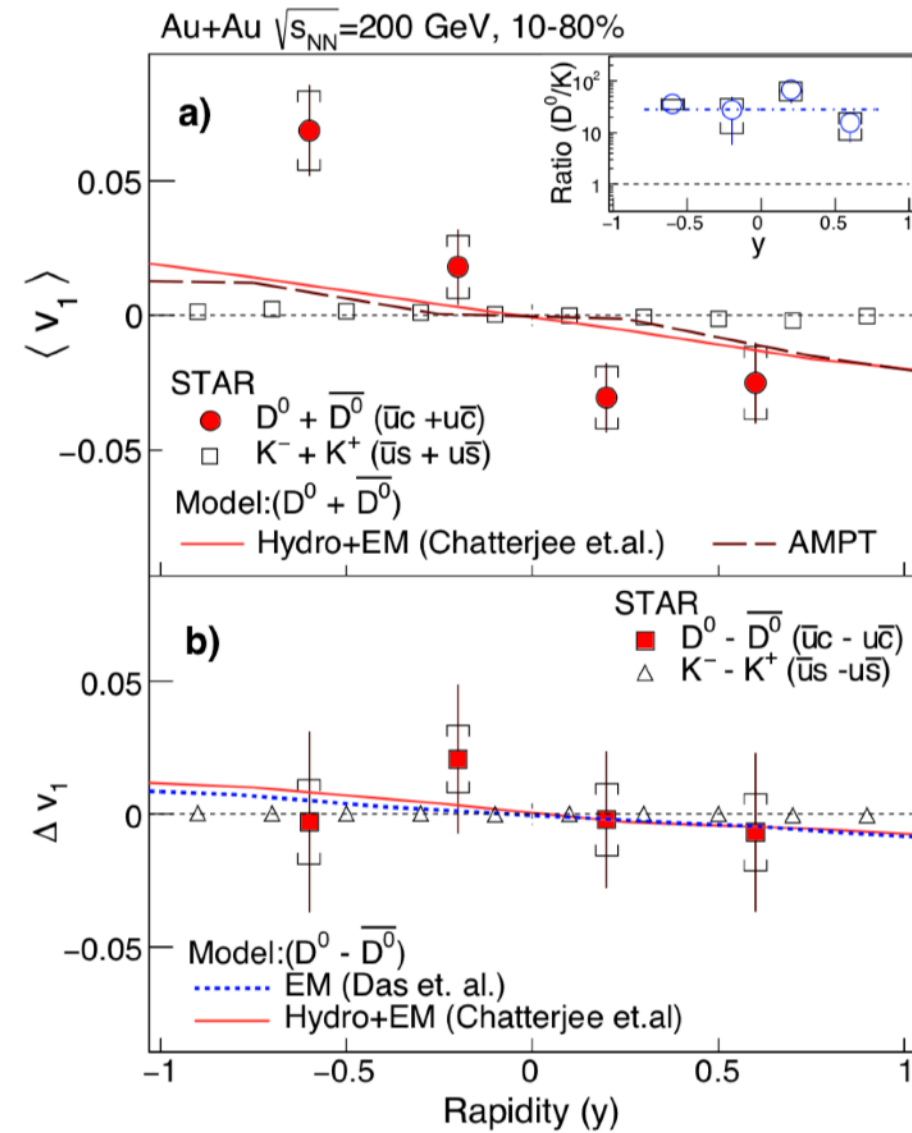 Au+Au √sNN=200 GeV, 10-80%
a)
Ratio (D⁰/K)
10²
10
1
−1 −0.5 0 0.5 1
y
0.05
0
−0.05
⟨ v₁ ⟩
STAR
D⁰ + D̅⁰ (u̅c +uc̅)
K⁻ + K⁺ (u̅s + us̅)
Model:(D⁰ + D̅⁰)
Hydro+EM (Chatterjee et.al.)
AMPT
b)
STAR
D⁰ - D̅⁰ (u̅c - uc̅)
K⁻ - K⁺ (u̅s -us̅)
0.05
0
−0.05
Δ v₁
Model:(D⁰ - D̅⁰)
EM (Das et. al.)
Hydro+EM (Chatterjee et.al)
−1 −0.5 0 0.5 1
Rapidity (y)